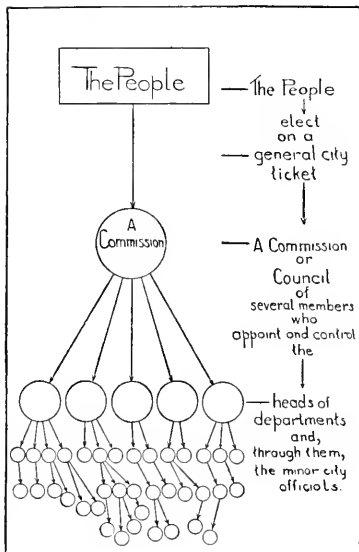 The People
A
Commission
The People
elect
on a
general city
ticket
A Commission
or
Council
of
several members
who
appoint and control
the
heads of
departments
and,
through them,
the minor city
officials.